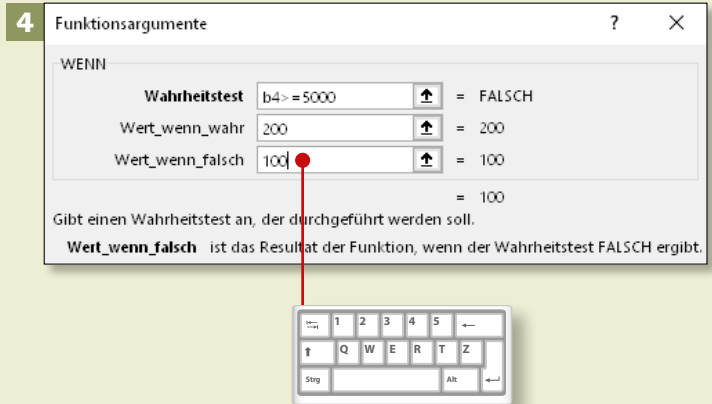 4
Funktionsargumente ? ×
WENN
Wahrheitstest b4>=5000 = FALSCH
Wert_wenn_wahr 200 = 200
Wert_wenn_falsch 100 = 100
= 100
Gibt einen Wahrheitstest an, der durchgeführt werden soll.
Wert_wenn_falsch ist das Resultat der Funktion, wenn der Wahrheitstest FALSCH ergibt.
1 2 3 4 5 ←
Q W E R T Z
Strg Alt